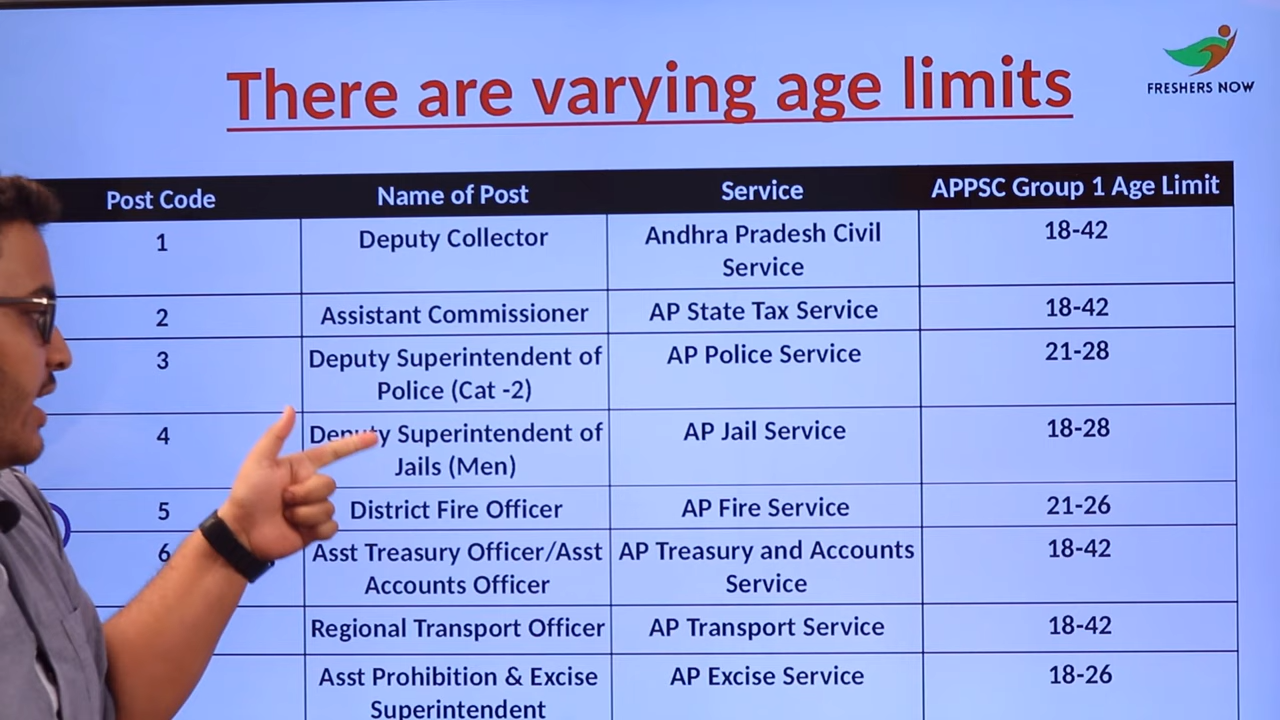 There are varying age limits
FRESHERS NOW
Post Code Name of Post Service APPSC Group 1 Age Limit
1 Deputy Collector Andhra Pradesh Civil 18-42
Service
2 Assistant Commissioner AP State Tax Service 18-42
3 Deputy Superintendent of AP Police Service 21-28
Police (Cat -2)
4 Deputy Superintendent of AP Jail Service 18-28
Jails (Men)
5 District Fire Officer AP Fire Service 21-26
6 Asst Treasury Officer/Asst AP Treasury and Accounts 18-42
Accounts Officer Service
Regional Transport Officer AP Transport Service 18-42
Asst Prohibition & Excise AP Excise Service 18-26
Superintendent